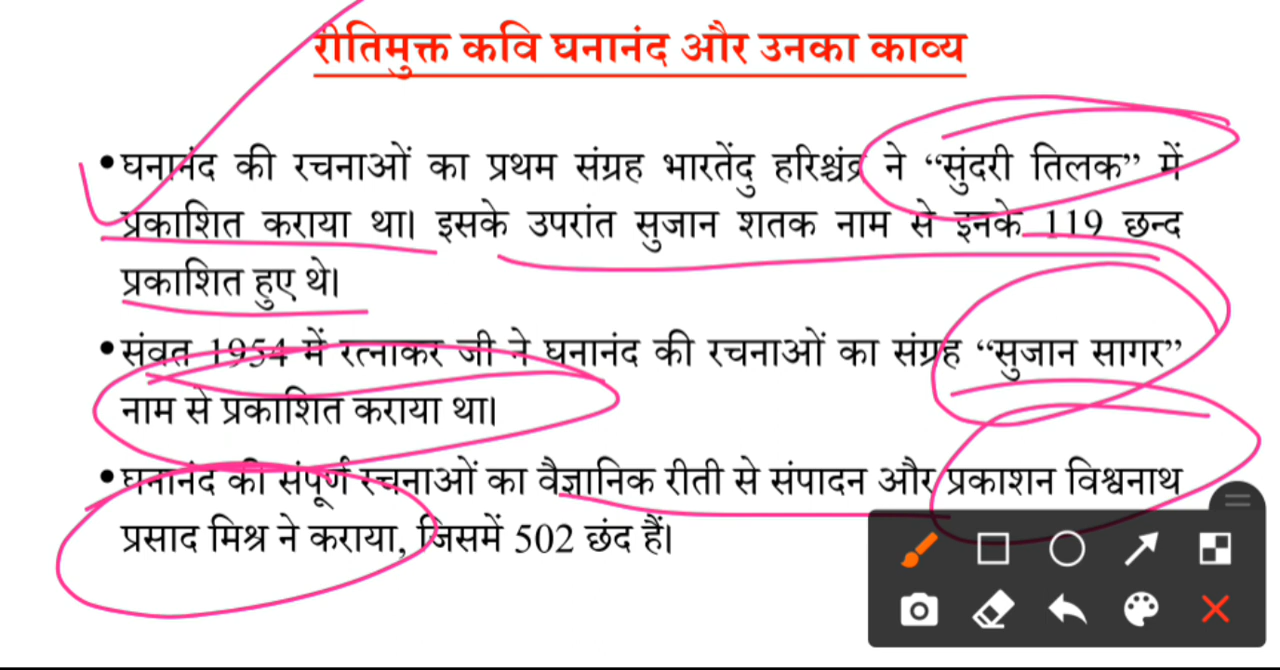 रीतिमुक्त कवि घनानंद और उनका काव्य
•घनानंद की रचनाओं का प्रथम संग्रह भारतेंदु हरिश्चंद्र ने “सुंदरी तिलक” में
प्रकाशित कराया था। इसके उपरांत सुजान शतक नाम से इनके 119 छन्द
प्रकाशित हुए थे।
•संवत 1954 में रत्नाकर जी ने घनानंद की रचनाओं का संग्रह “सुजान सागर”
नाम से प्रकाशित कराया था।
•घनानंद की संपूर्ण रचनाओं का वैज्ञानिक रीती से संपादन और प्रकाशन विश्वनाथ
प्रसाद मिश्र ने कराया, जिसमें 502 छंद हैं।